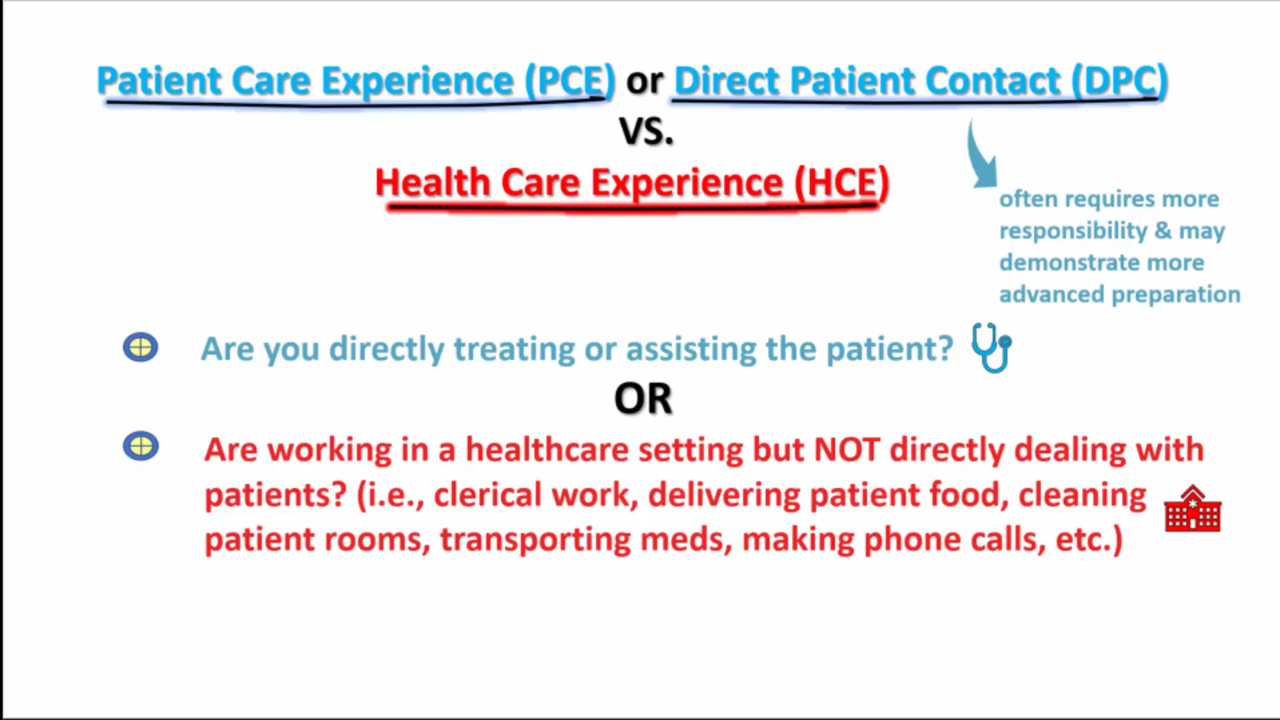 Patient Care Experience (PCE) or Direct Patient Contact (DPC)
VS.
Health Care Experience (HCE)
often requires more
responsibility & may
demonstrate more
advanced preparation
Are you directly treating or assisting the patient?
OR
Are working in a healthcare setting but NOT directly dealing with
patients? (i.e., clerical work, delivering patient food, cleaning
patient rooms, transporting meds, making phone calls, etc.)